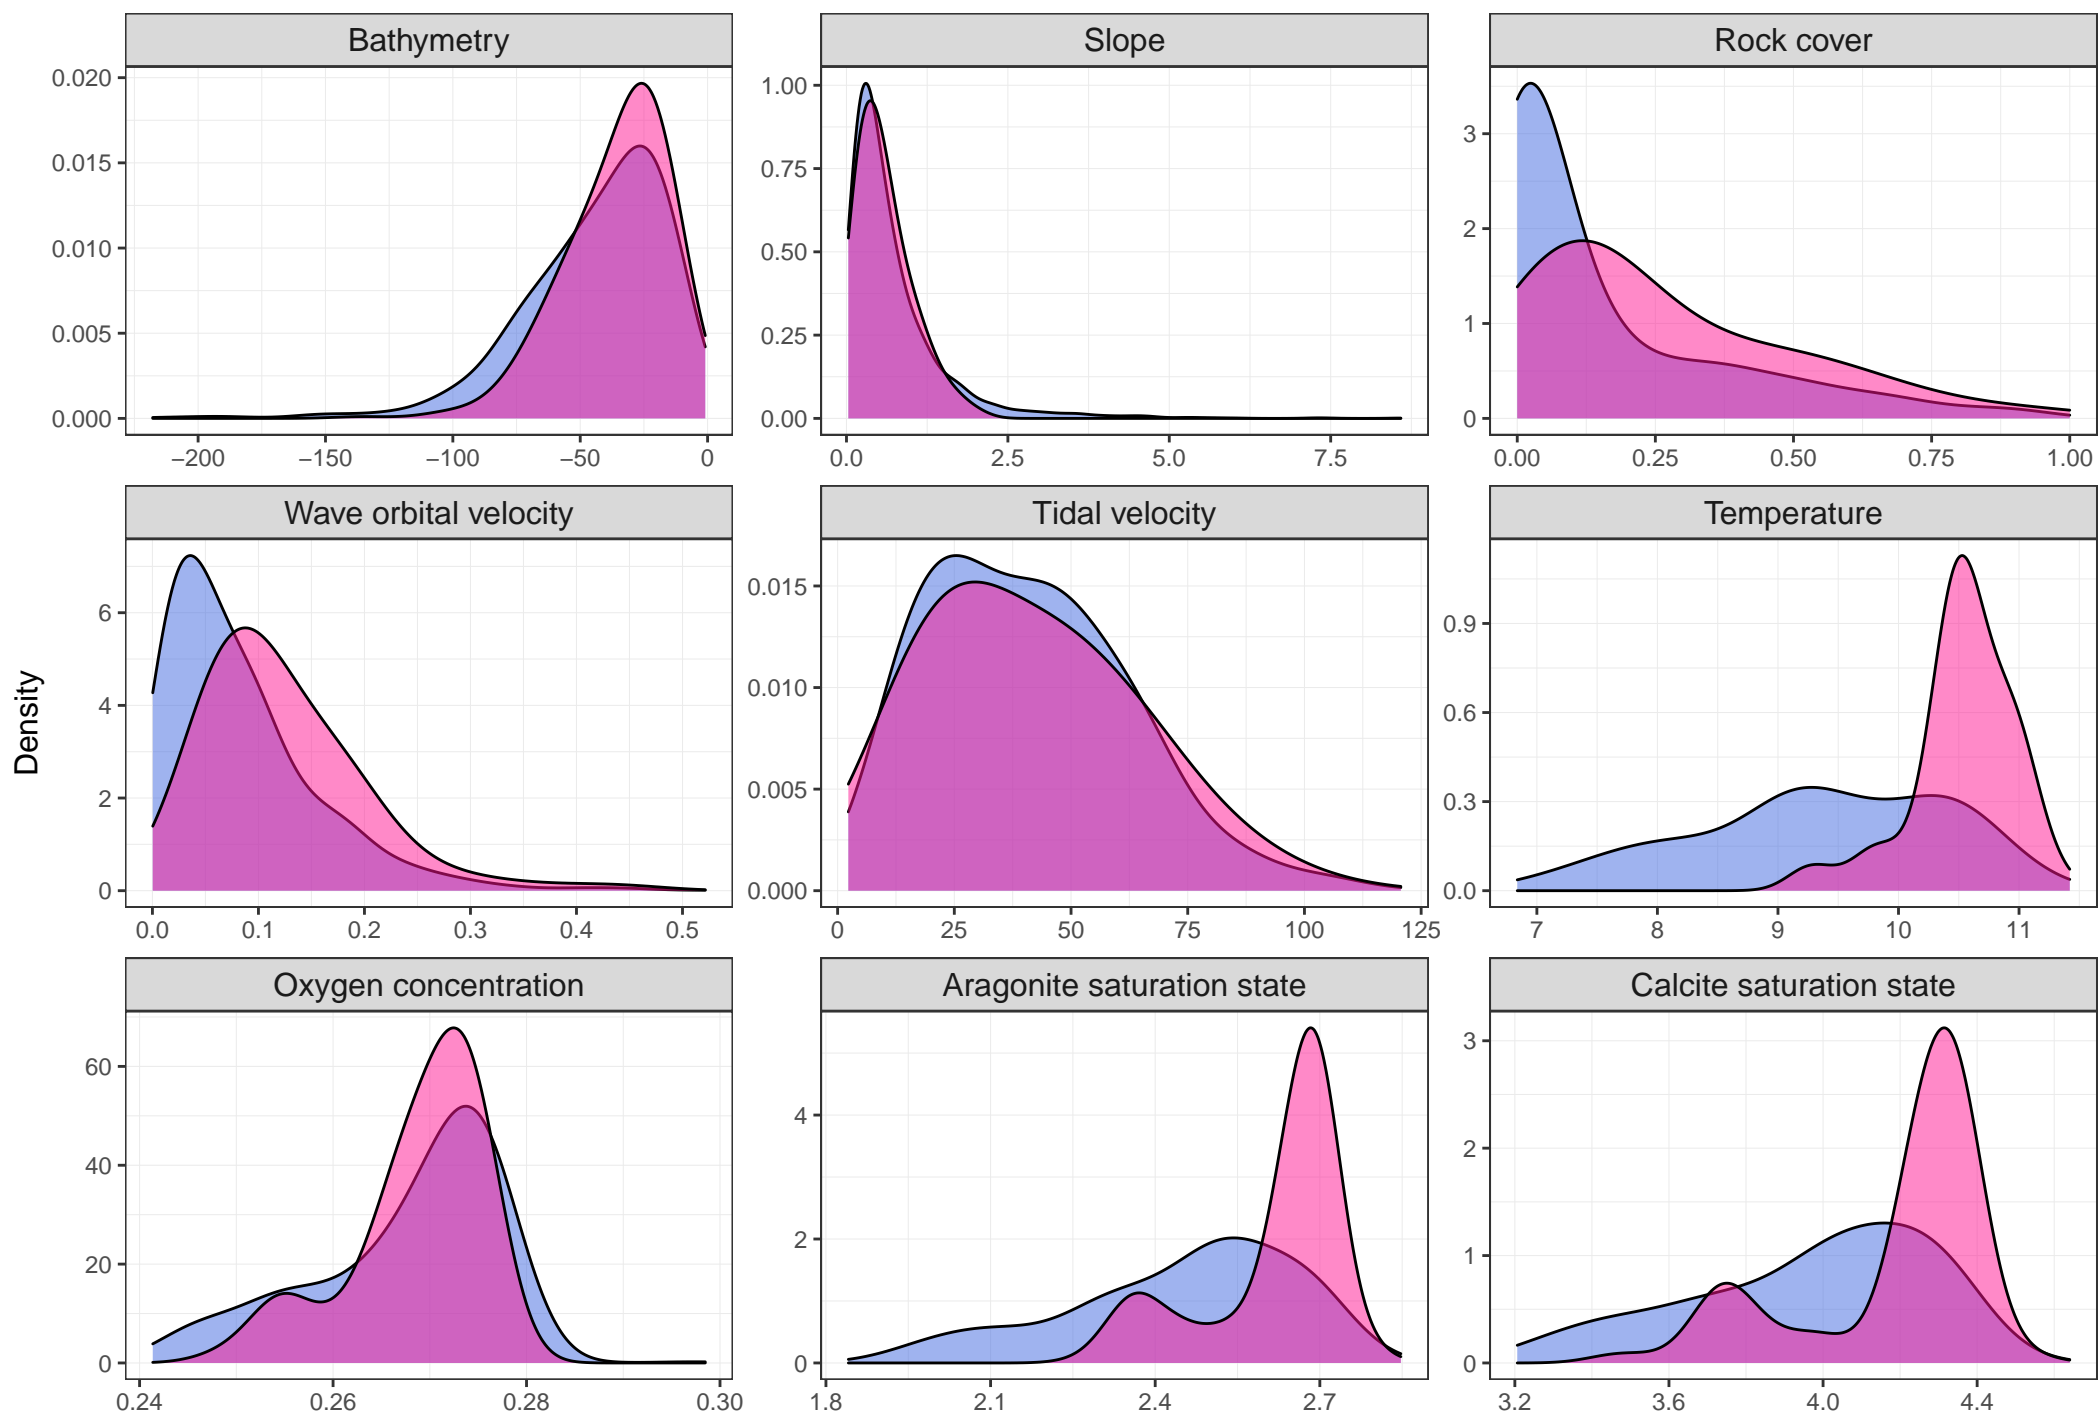 Bathymetry
Slope
Rock cover
0.020
0.015
0.010
0.005
0.000
1.00
0.75
0.50
0.25
0.00
3
2
1
0
−200 −150 −100 −50 0
0.0 2.5 5.0 7.5
0.00 0.25 0.50 0.75 1.00
Wave orbital velocity
Tidal velocity
Temperature
Density
6
4
2
0
0.015
0.010
0.005
0.000
0.9
0.6
0.3
0.0
0.0 0.1 0.2 0.3 0.4 0.5
0 25 50 75 100 125
7 8 9 10 11
Oxygen concentration
Aragonite saturation state
Calcite saturation state
60
40
20
0
4
2
0
3
2
1
0
0.24 0.26 0.28 0.30
1.8 2.1 2.4 2.7
3.2 3.6 4.0 4.4